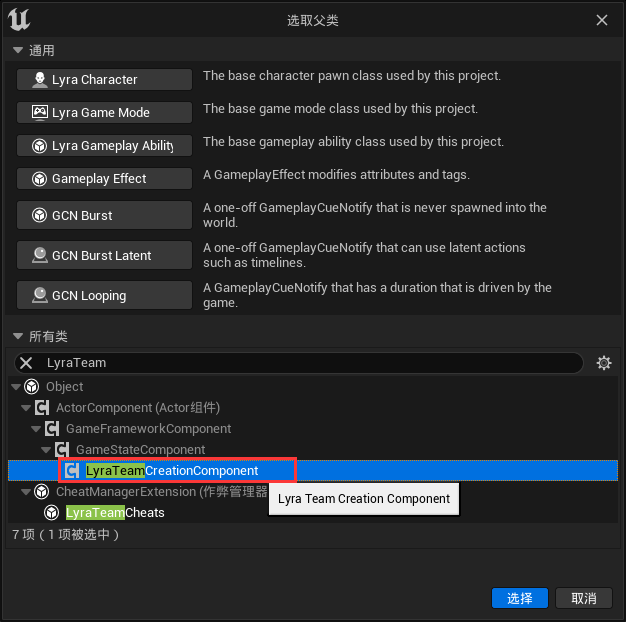 选取父类
通用
Lyra Character
The base character pawn class used by this project.
Lyra Game Mode
The base game mode class used by this project.
Lyra Gameplay Ability
The base gameplay ability class used by this project.
Gameplay Effect
A GameplayEffect modifies attributes and tags.
GCN Burst
A one-off GameplayCueNotify that is never spawned into the
world.
GCN Burst Latent
A one-off GameplayCueNotify that can use latent actions
such as timelines.
GCN Looping
A GameplayCueNotify that has a duration that is driven by the
game.
所有类
LyraTeam
Object
ActorComponent (Actor组件)
GameFrameworkComponent
GameStateComponent
LyraTeamCreationComponent
CheatManagerExtension (作弊管理器
Lyra Team Creation Component
LyraTeamCheats
7 项（1 项被选中）
选择
取消